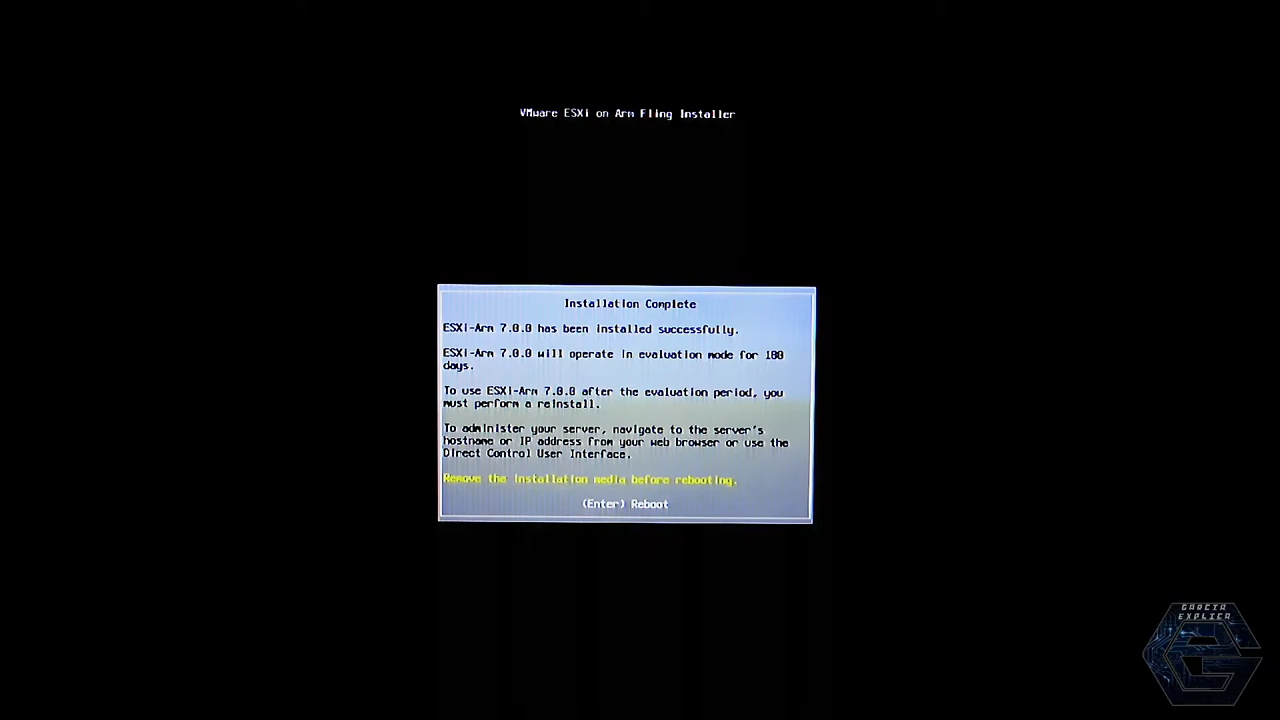 VMware ESXi on Arm Fling Installer
Installation Complete
ESXi-Arm 7.0.0 has been installed successfully.
ESXi-Arm 7.0.0 will operate in evaluation mode for 180
days.
To use ESXi-Arm 7.0.0 after the evaluation period, you
must perform a reinstall.
To administer your server, navigate to the server's
hostname or IP address from your web browser or use the
Direct Control User Interface.
Remove the installation media before rebooting.
(Enter) Reboot
GARCIA
EXPLICA